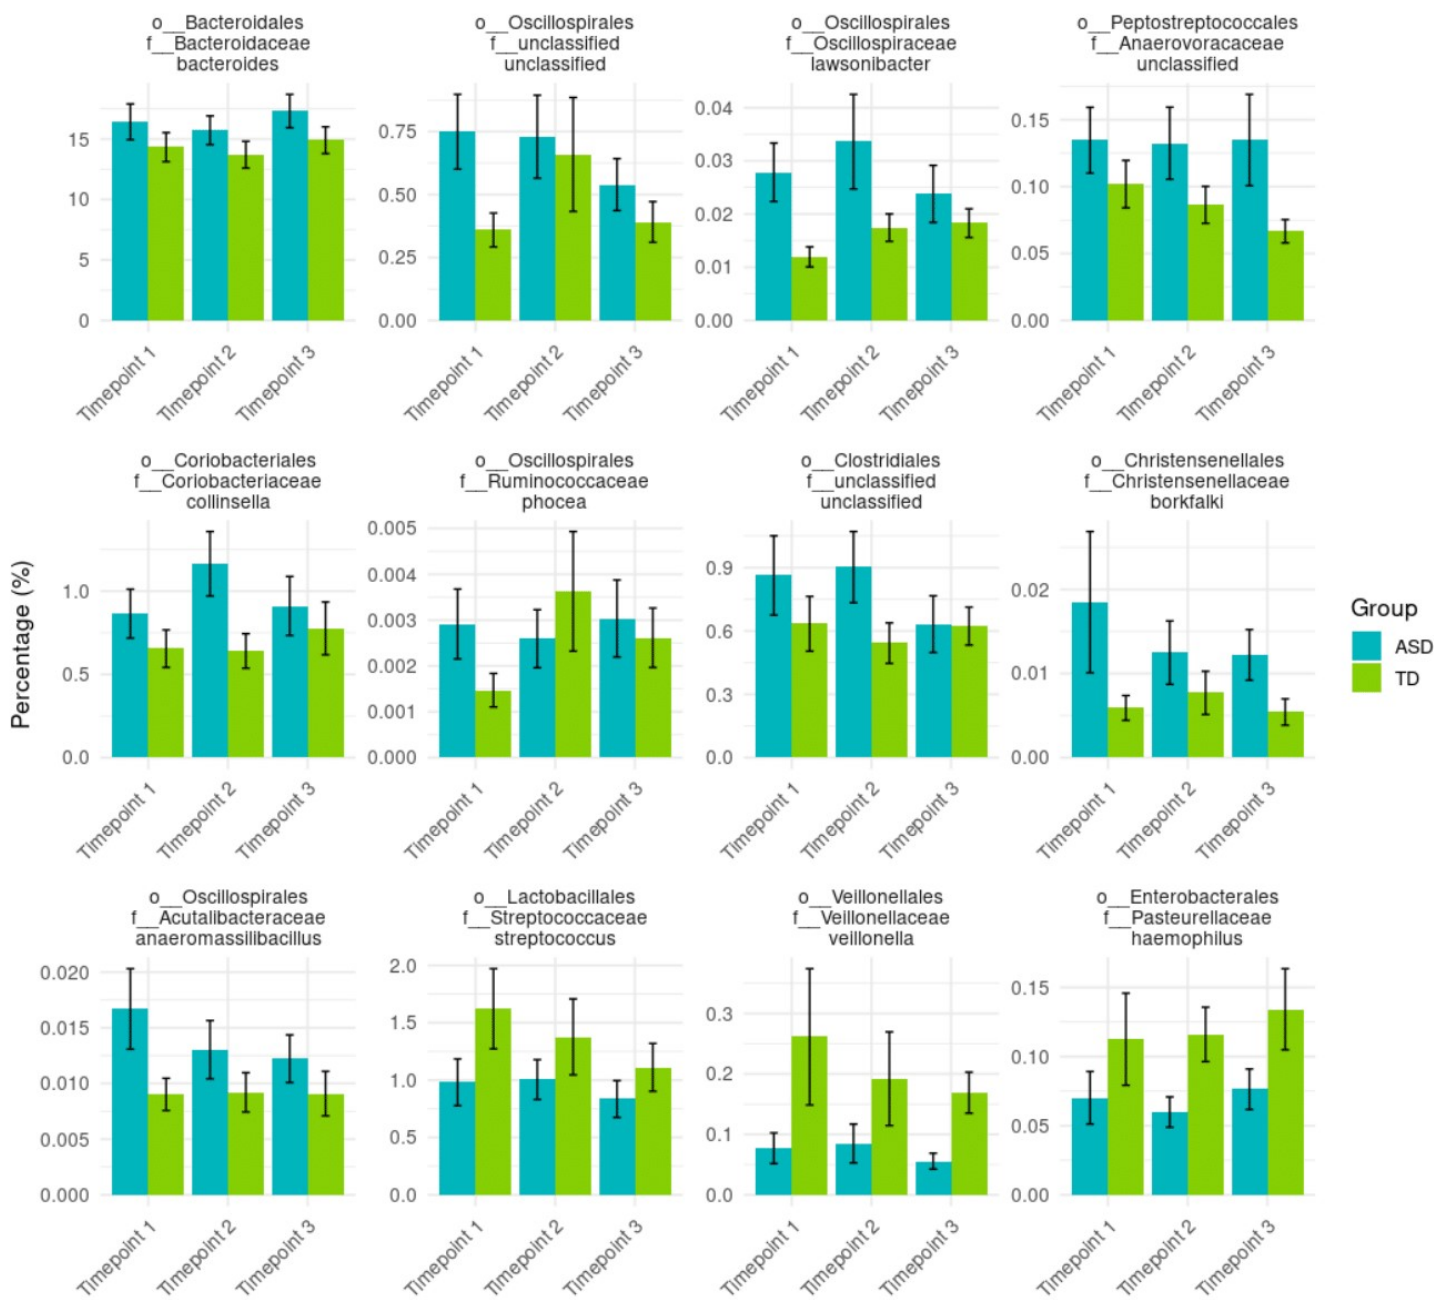 o__Bacteroidales
f__Bacteroidaceae
bacteroides
o__Oscillospirales
f__unclassified
unclassified
o__Oscillospirales
f__Oscillospiraceae
lawsonibacter
o__Peptostreptococcales
f__Anaerovoracaceae
unclassified
15
10
5
0
0.75
0.50
0.25
0.00
0.04
0.03
0.02
0.01
0.00
0.15
0.10
0.05
0.00
Timepoint 1
Timepoint 2
Timepoint 3
Timepoint 1
Timepoint 2
Timepoint 3
Timepoint 1
Timepoint 2
Timepoint 3
Timepoint 1
Timepoint 2
Timepoint 3
Percentage (%)
o__Coriobacteriales
f__Coriobacteriaceae
collinsella
o__Oscillospirales
f__Ruminococcaceae
phocea
o__Clostridiales
f__unclassified
unclassified
o__Christensenellales
f__Christensenellaceae
borkfalki
1.0
0.5
0.0
0.005
0.004
0.003
0.002
0.001
0.000
0.9
0.6
0.3
0.0
0.02
0.01
0.00
Timepoint 1
Timepoint 2
Timepoint 3
Timepoint 1
Timepoint 2
Timepoint 3
Timepoint 1
Timepoint 2
Timepoint 3
Timepoint 1
Timepoint 2
Timepoint 3
Group
ASD
TD
o__Oscillospirales
f__Acutalibacteraceae
anaeromassilibacillus
o__Lactobacillales
f__Streptococcaceae
streptococcus
o__Veillonellales
f__Veillonellaceae
veillonella
o__Enterobacterales
f__Pasteurellaceae
haemophilus
0.020
0.015
0.010
0.005
0.000
2.0
1.5
1.0
0.5
0.0
0.3
0.2
0.1
0.0
0.15
0.10
0.05
0.00
Timepoint 1
Timepoint 2
Timepoint 3
Timepoint 1
Timepoint 2
Timepoint 3
Timepoint 1
Timepoint 2
Timepoint 3
Timepoint 1
Timepoint 2
Timepoint 3